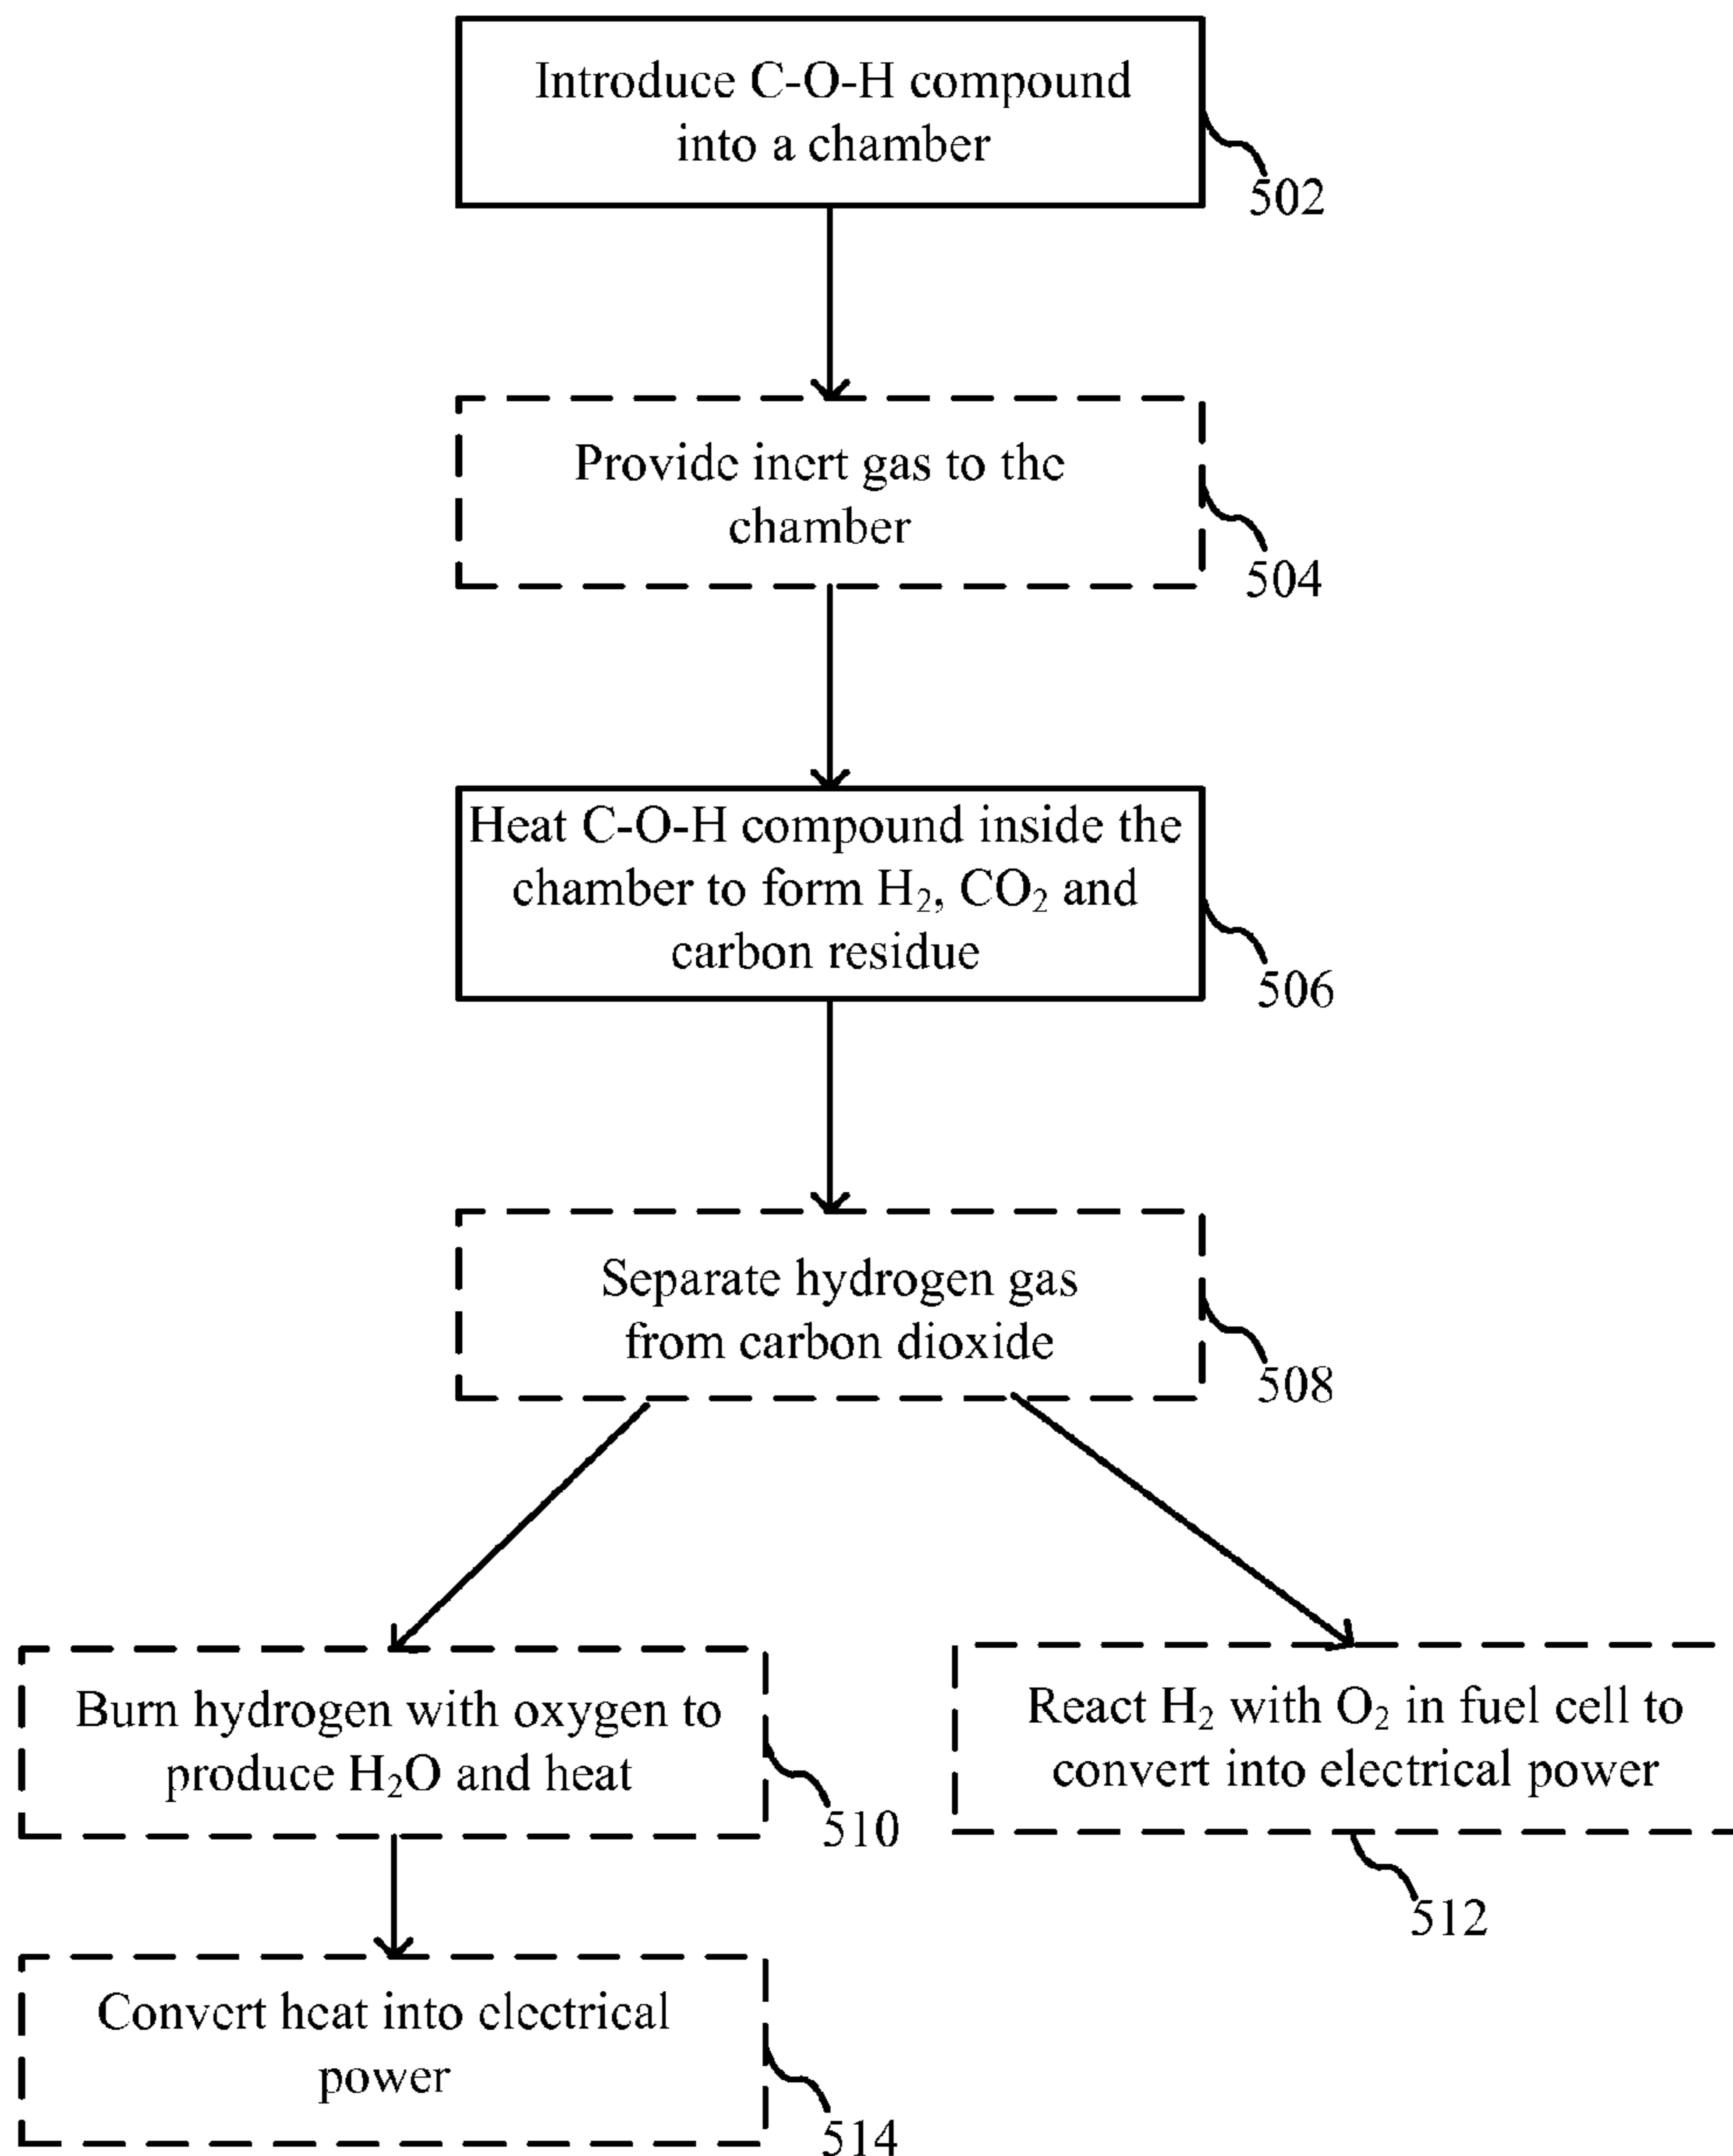 Introduce C-O-H compound
into a chamber
502
Provide inert gas to the
chamber
504
Heat C-O-H compound inside the
chamber to form H₂, CO₂ and
carbon residue
506
Separate hydrogen gas
from carbon dioxide
508
Burn hydrogen with oxygen to
produce H₂O and heat
510
React H₂ with O₂ in fuel cell to
convert into electrical power
512
Convert heat into electrical
power
514